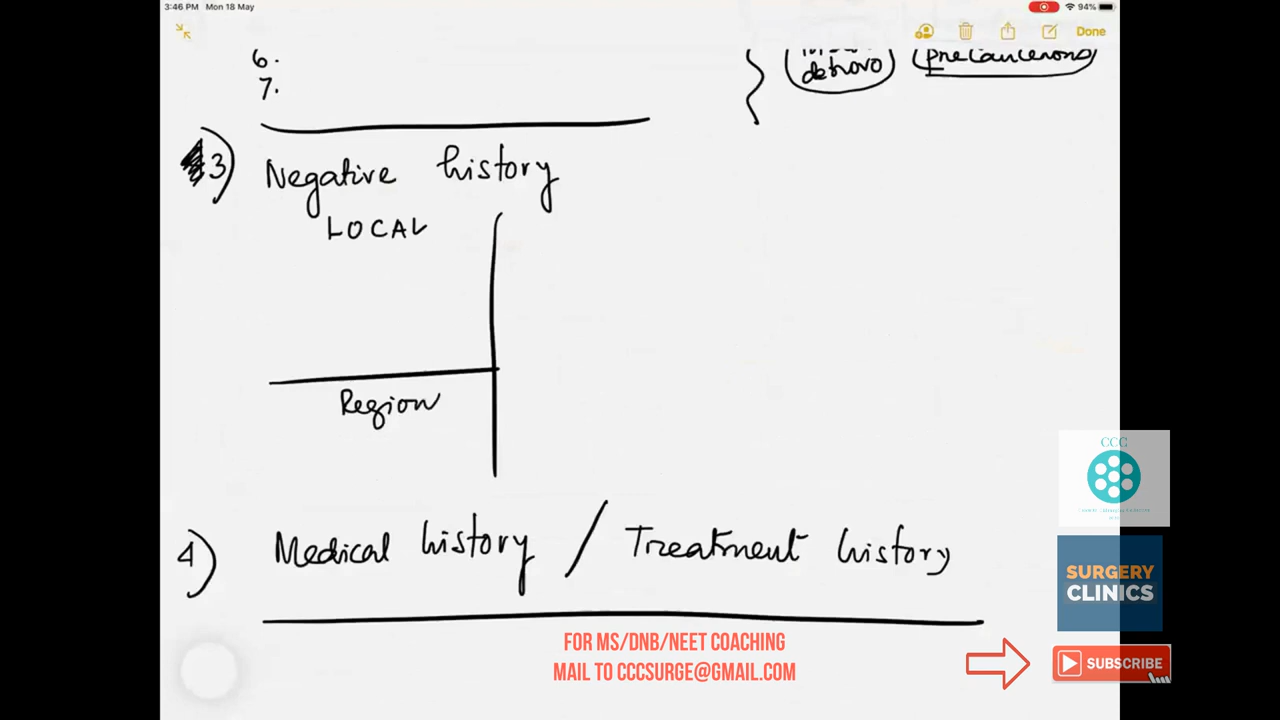 3:46 PM Mon 18 May
94%
Done
6.
7.
denovo precancerous
3) Negative history
LOCAL
Region
4) Medical history / Treatment history
CCC
SURGERY
CLINICS
FOR MS/DNB/NEET COACHING
MAIL TO CCCSURGE@GMAIL.COM
SUBSCRIBE